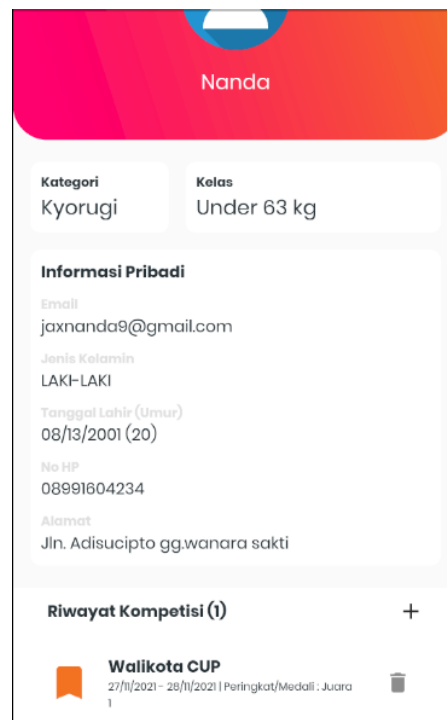 Nanda
Kategori
Kyorugi
Kelas
Under 63 kg
Informasi Pribadi
Email
jaxnanda9@gmail.com
Jenis Kelamin
LAKI-LAKI
Tanggal Lahir (Umur)
08/13/2001 (20)
No HP
08991604234
Alamat
Jln. Adisucipto gg.wanara sakti
Riwayat Kompetisi (1)
+
Walikota CUP
27/11/2021 - 28/11/2021 | Peringkat/Medali : Juara
1